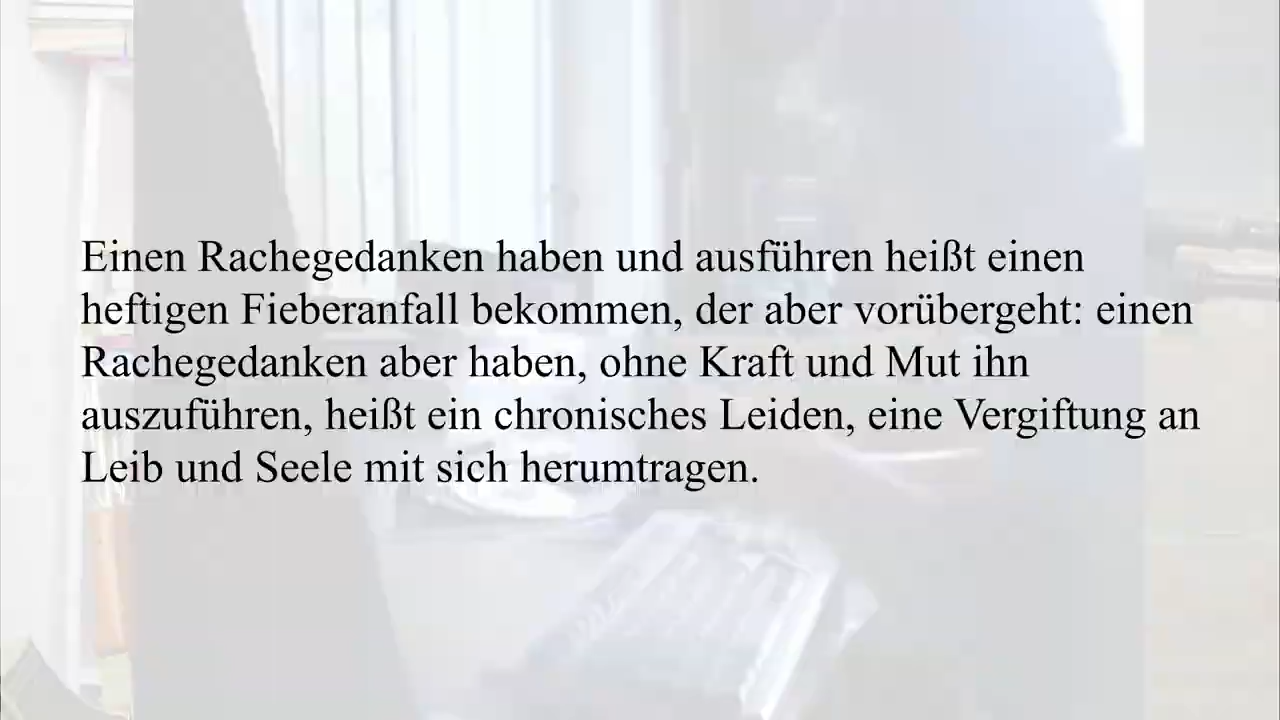 Einen Rachegedanken haben und ausführen heißt einen
heftigen Fieberanfall bekommen, der aber vorübergeht: einen
Rachegedanken aber haben, ohne Kraft und Mut ihn
auszuführen, heißt ein chronisches Leiden, eine Vergiftung an
Leib und Seele mit sich herumtragen.